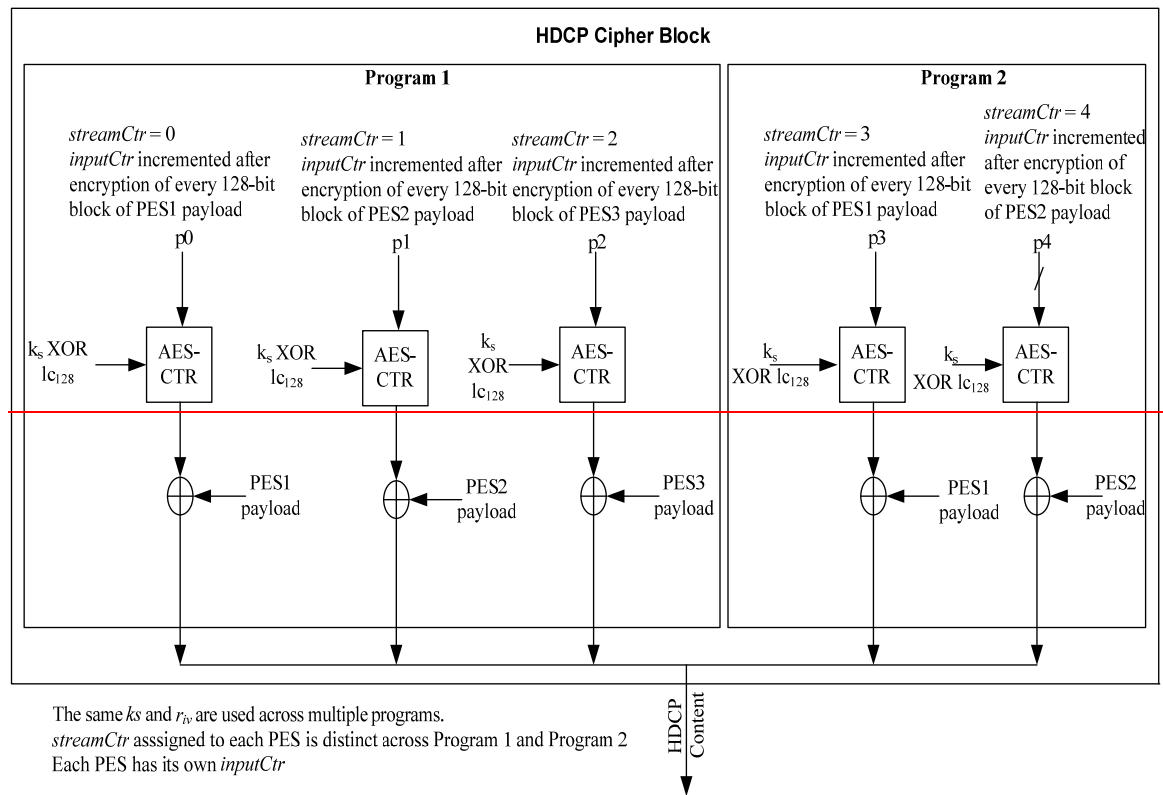 HDCP Cipher Block
Program 1
streamCtr = 0
inputCtr incremented after
encryption of every 128-bit
block of PES1 payload
p0
streamCtr = 1
inputCtr incremented after
encryption of every 128-bit
block of PES2 payload
p1
streamCtr = 2
inputCtr incremented after
encryption of every 128-bit
block of PES3 payload
p2
Program 2
streamCtr = 3
inputCtr incremented after
encryption of every 128-bit
block of PES1 payload
p3
streamCtr = 4
inputCtr incremented
after encryption of
every 128-bit block
of PES2 payload
p4
ks XOR
lc128
AES-
CTR
ks XOR
lc128
AES-
CTR
ks
XOR
lc128
AES-
CTR
ks
XOR lc128
AES-
CTR
ks
XOR lc128
AES-
CTR
PES1
payload
PES2
payload
PES3
payload
PES1
payload
PES2
payload
HDCP
Content
The same ks and riv are used across multiple programs.
streamCtr asssigned to each PES is distinct across Program 1 and Program 2
Each PES has its own inputCtr